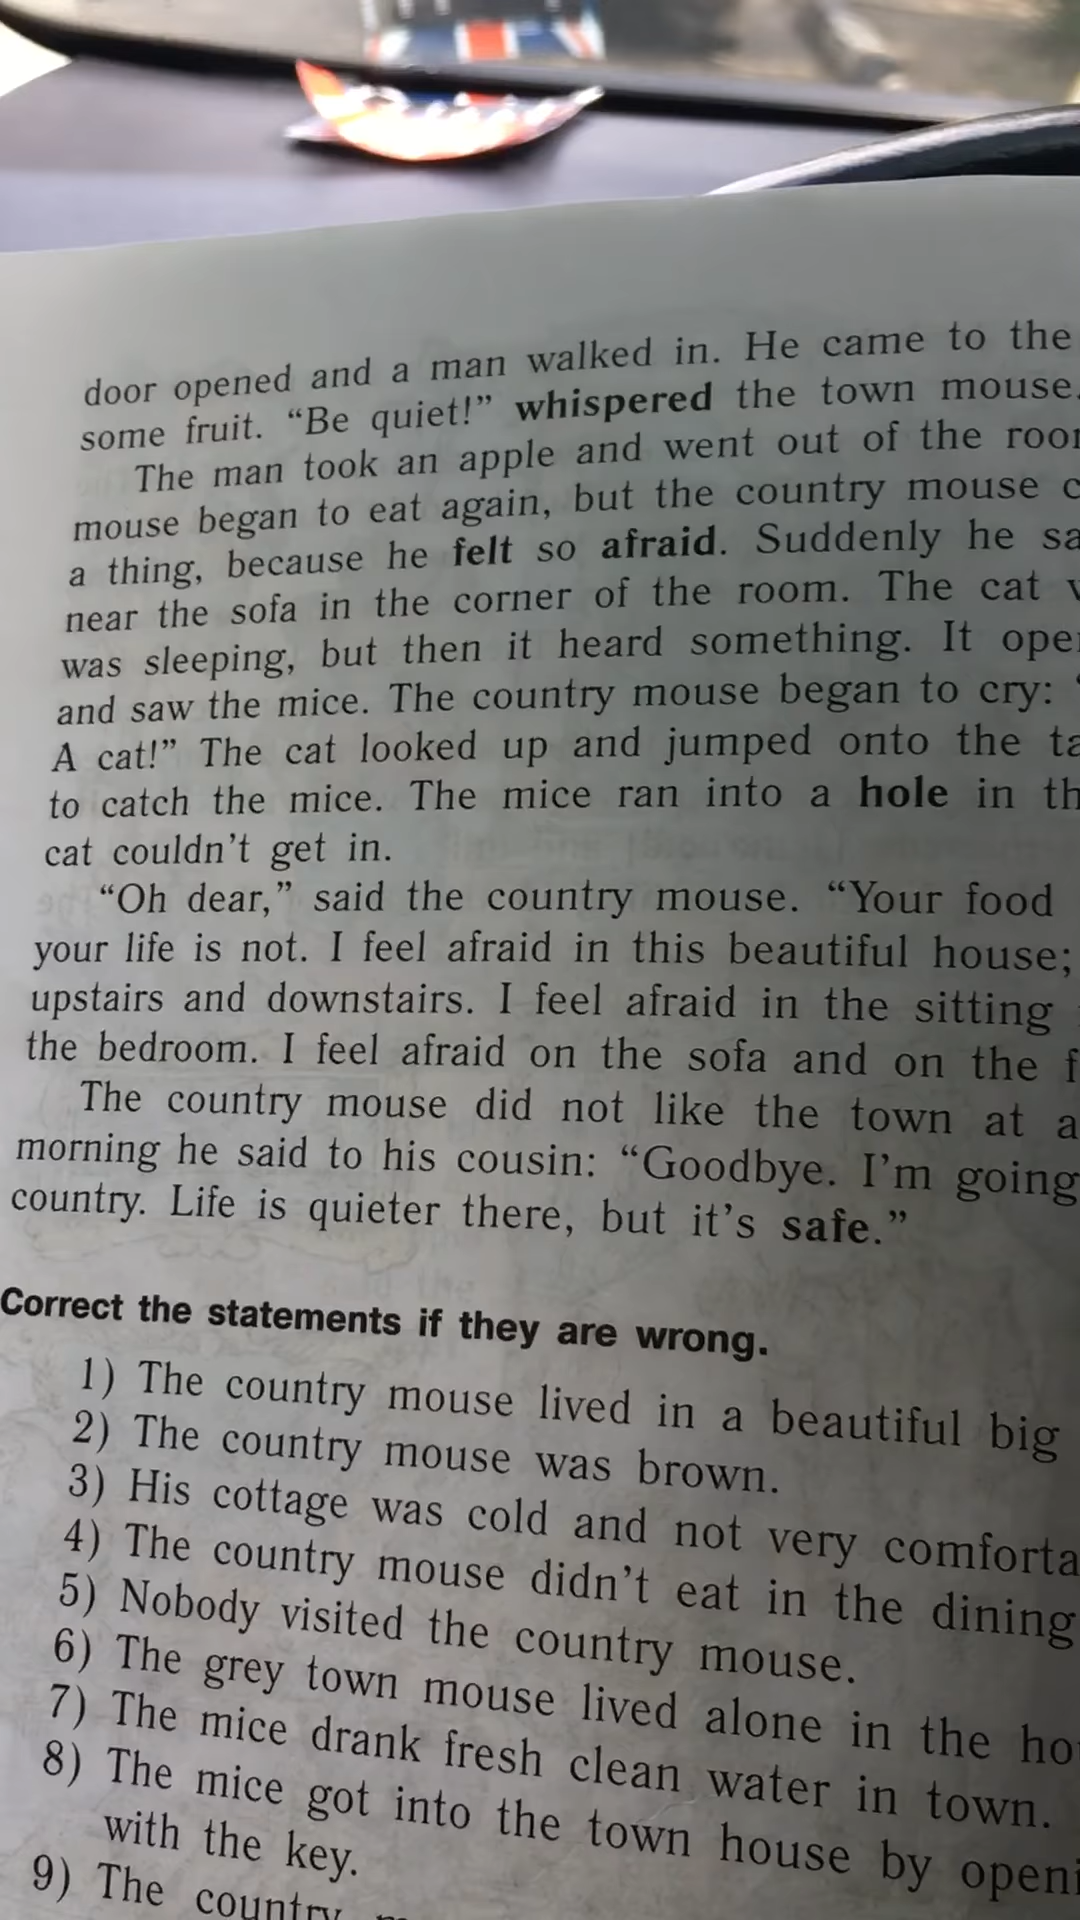 door opened and a man walked in. He came to the
some fruit. “Be quiet!” whispered the town mouse.
The man took an apple and went out of the
mouse began to eat again, but the country mouse
a thing, because he felt so afraid. Suddenly he
near the sofa in the corner of the room. The cat
was sleeping, but then it heard something. It
and saw the mice. The country mouse began to cry:
A cat!” The cat looked up and jumped onto the
to catch the mice. The mice ran into a hole in
cat couldn’t get in.
“Oh dear,” said the country mouse. “Your food
your life is not. I feel afraid in this beautiful house;
upstairs and downstairs. I feel afraid in the sitting
the bedroom. I feel afraid on the sofa and on the
The country mouse did not like the town at
morning he said to his cousin: “Goodbye. I’m going
country. Life is quieter there, but it’s safe.”
Correct the statements if they are wrong.
1) The country mouse lived in a beautiful big
2) The country mouse was brown.
3) His cottage was cold and not very
4) The country mouse didn’t eat in the dining
5) Nobody visited the country mouse.
6) The grey town mouse lived alone in the
7) The mice drank fresh clean water in town.
8) The mice got into the town house by
with the key.
9) The country